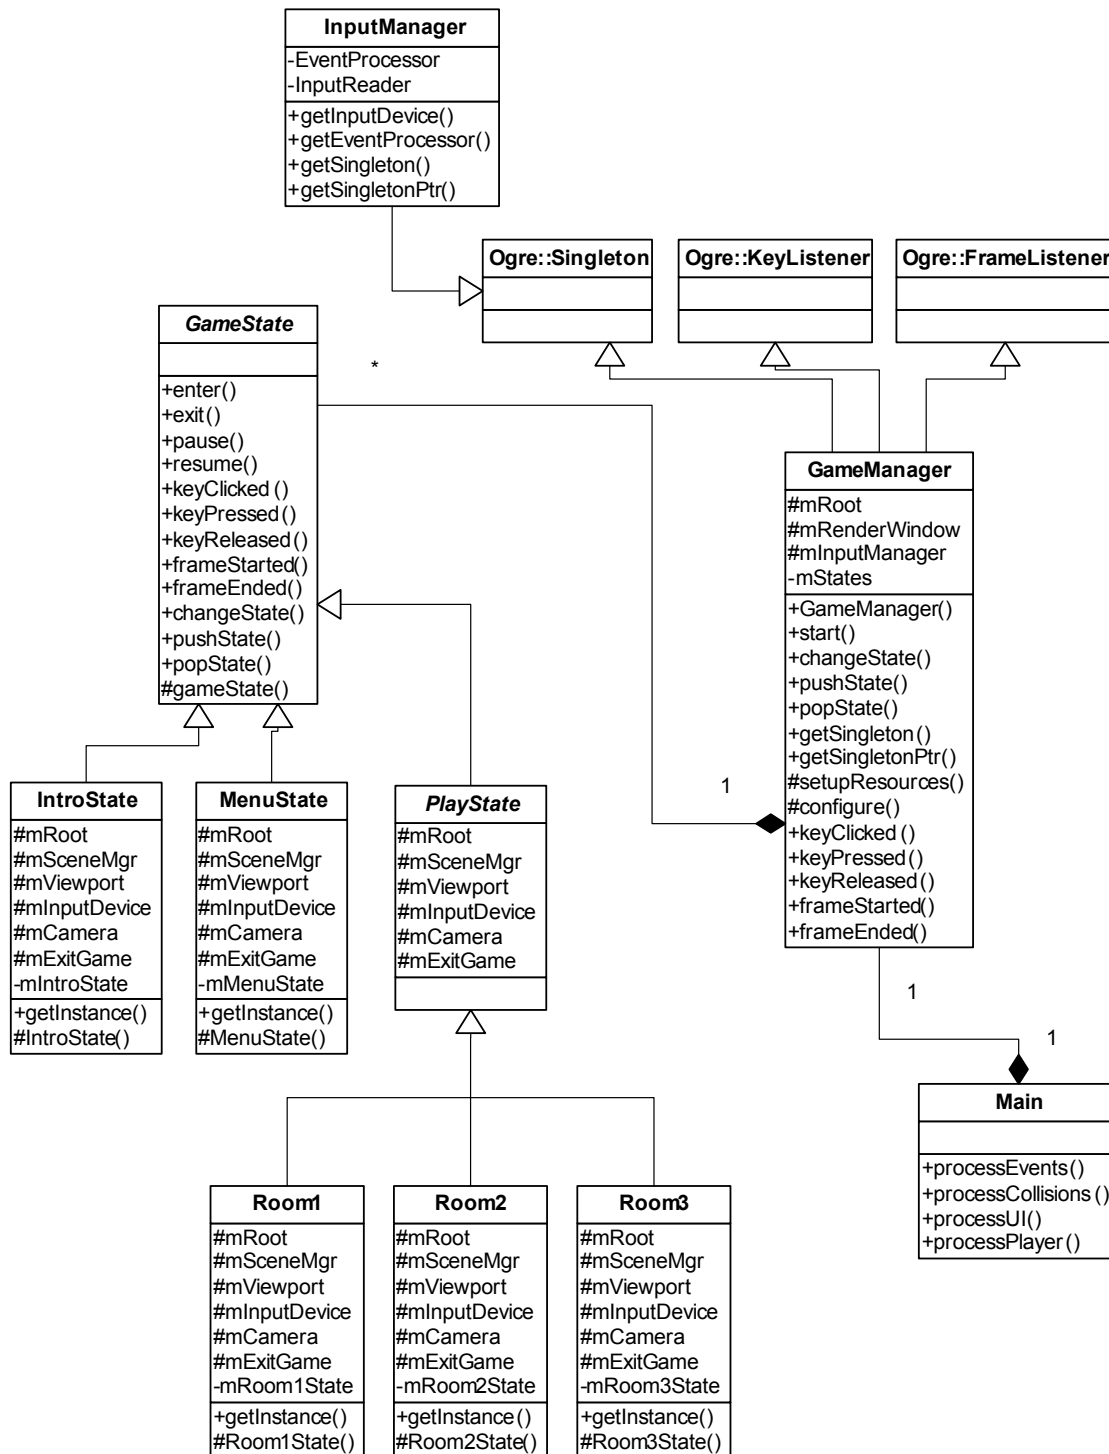 InputManager
-EventProcessor
-InputReader
+getInputDevice()
+getEventProcessor()
+getSingleton()
+getSingletonPtr()
Ogre::Singleton
Ogre::KeyListener
Ogre::FrameListener
GameState
+enter()
+exit()
+pause()
+resume()
+keyClicked()
+keyPressed()
+keyReleased()
+frameStarted()
+frameEnded()
+changeState()
+pushState()
+popState()
#gameState()
*
GameManager
#mRoot
#mRenderWindow
#mInputManager
-mStates
+GameManager()
+start()
+changeState()
+pushState()
+popState()
+getSingleton()
+getSingletonPtr()
#setupResources()
#configure()
+keyClicked()
+keyPressed()
+keyReleased()
+frameStarted()
+frameEnded()
1
IntroState
#mRoot
#mSceneMgr
#mViewport
#mInputDevice
#mCamera
#mExitGame
-mIntroState
+getInstance()
#IntroState()
MenuState
#mRoot
#mSceneMgr
#mViewport
#mInputDevice
#mCamera
#mExitGame
-mMenuState
+getInstance()
#MenuState()
PlayState
#mRoot
#mSceneMgr
#mViewport
#mInputDevice
#mCamera
#mExitGame
1
1
Main
+processEvents()
+processCollisions()
+processUI()
+processPlayer()
Room1
#mRoot
#mSceneMgr
#mViewport
#mInputDevice
#mCamera
#mExitGame
-mRoom1State
+getInstance()
#Room1State()
Room2
#mRoot
#mSceneMgr
#mViewport
#mInputDevice
#mCamera
#mExitGame
-mRoom2State
+getInstance()
#Room2State()
Room3
#mRoot
#mSceneMgr
#mViewport
#mInputDevice
#mCamera
#mExitGame
-mRoom3State
+getInstance()
#Room3State()